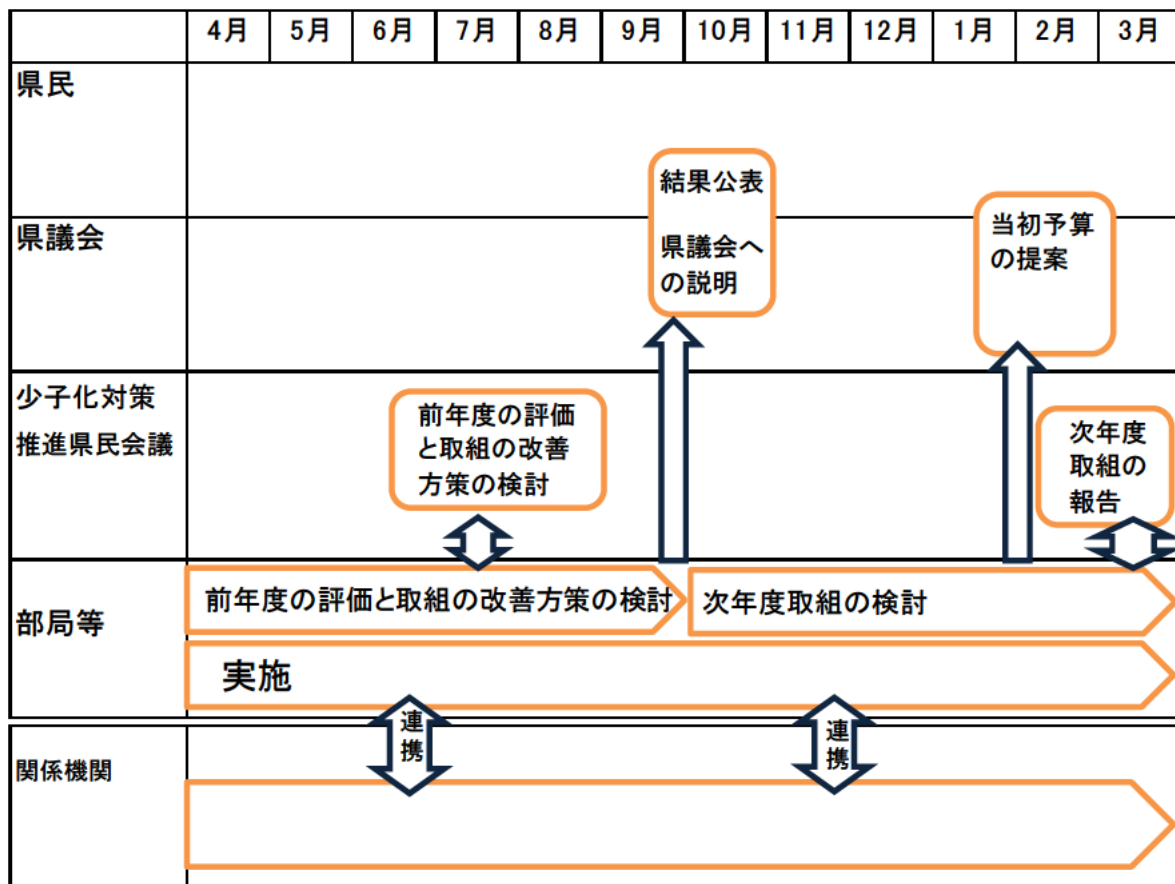 4月 5月 6月 7月 8月 9月 10月 11月 12月 1月 2月 3月
県民
結果公表
県議会へ
の説明
県議会
当初予算
の提案
少子化対策
推進県民会議
前年度の評価
と取組の改善
方策の検討
次年度
取組の
報告
部局等
前年度の評価と取組の改善方策の検討
次年度取組の検討
実施
連携
連携
関係機関